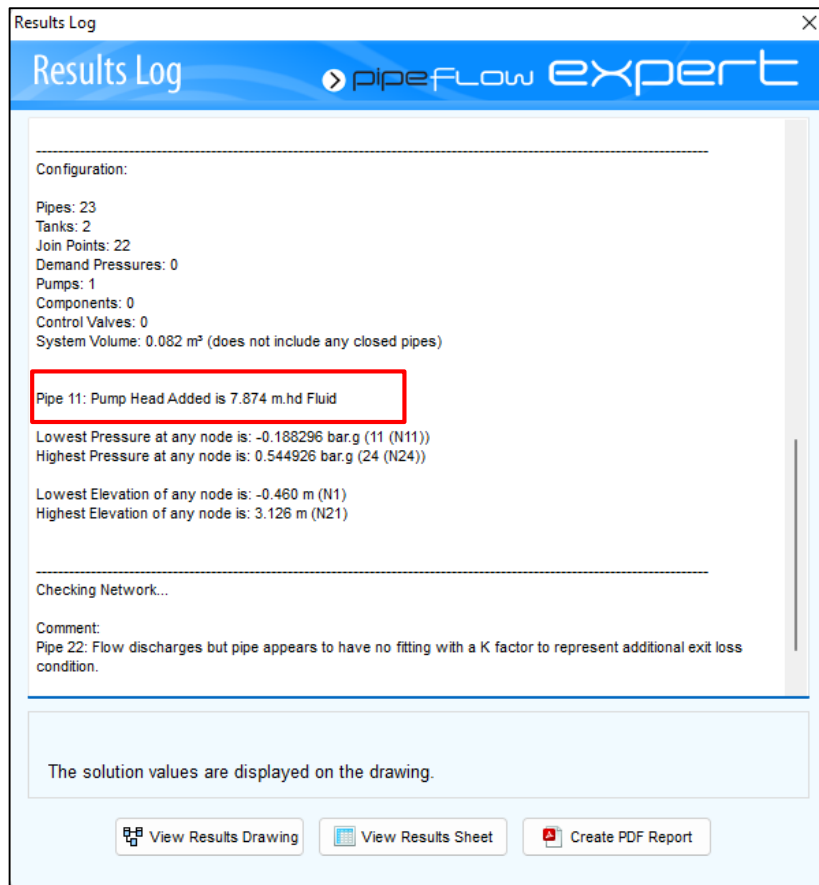 Results Log
Results Log
pipeFLow expert
Configuration:
Pipes: 23
Tanks: 2
Join Points: 22
Demand Pressures: 0
Pumps: 1
Components: 0
Control Valves: 0
System Volume: 0.082 m³ (does not include any closed pipes)
Pipe 11: Pump Head Added is 7.874 m.hd Fluid
Lowest Pressure at any node is: -0.188296 bar.g (11 (N11))
Highest Pressure at any node is: 0.544926 bar.g (24 (N24))
Lowest Elevation of any node is: -0.460 m (N1)
Highest Elevation of any node is: 3.126 m (N21)
Checking Network...
Comment:
Pipe 22: Flow discharges but pipe appears to have no fitting with a K factor to represent additional exit loss
condition.
The solution values are displayed on the drawing.
View Results Drawing
View Results Sheet
Create PDF Report